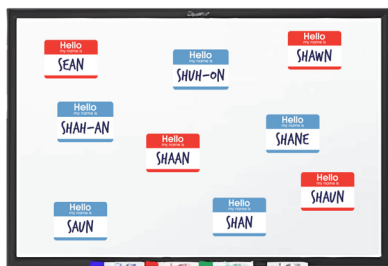 Hello
my name is
SEAN
Hello
my name is
SHUH-ON
Hello
my name is
SHAWN
Hello
my name is
SHAH-AN
Hello
my name is
SHAAN
Hello
my name is
SHANE
Hello
my name is
SHAUN
Hello
my name is
SAUN
Hello
my name is
SHAN